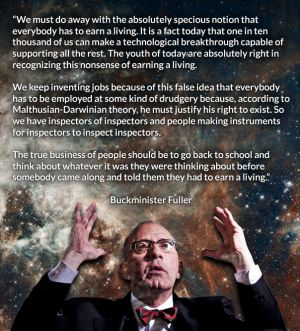 “We must do away with the absolutely specious notion that
everybody has to earn a living. It is a fact today that one in ten
thousand of us can make a technological breakthrough capable of
supporting all the rest. The youth of today are absolutely right in
recognizing this nonsense of earning a living.
We keep inventing jobs because of this false idea that everybody
has to be employed at some kind of drudgery because, according to
Malthusian-Darwinian theory, he must justify his right to exist. So
we have inspectors of inspectors and people making instruments
for inspectors to inspect inspectors.
The true business of people should be to go back to school and
think about whatever it was they were thinking about before
somebody came along and told them they had to earn a living.”
Buckminister Fuller